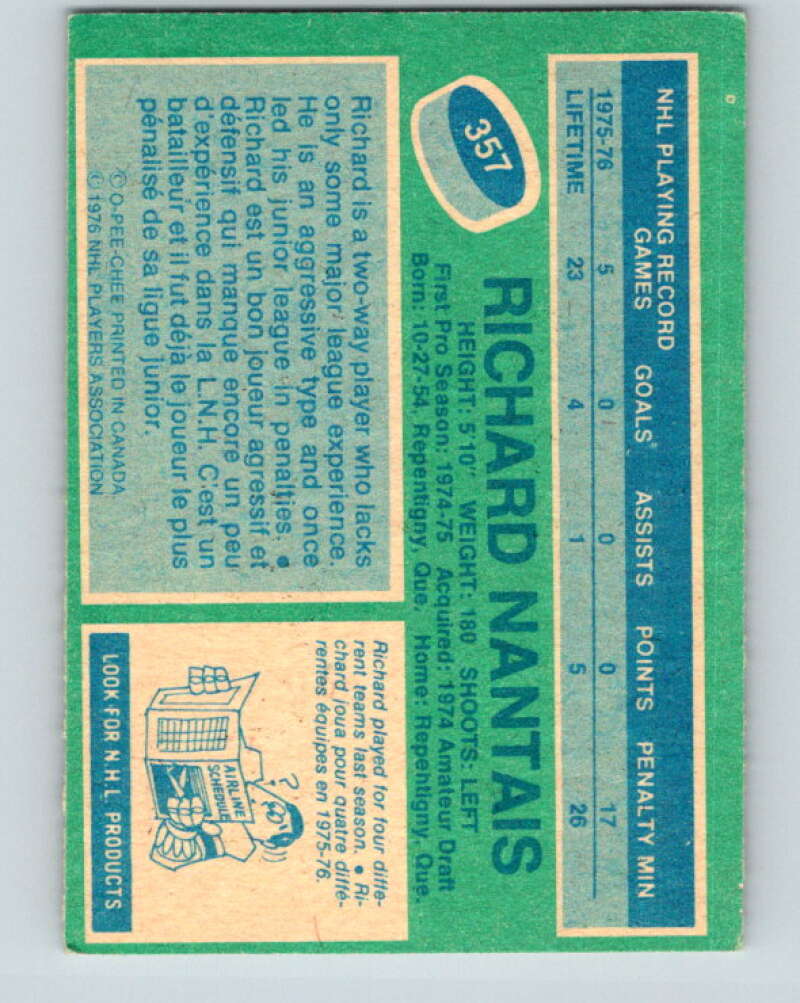 NHL PLAYING RECORD
GAMES GOALS ASSISTS POINTS PENALTY MIN
1975-76 5 0 0 0 17
LIFETIME 23 4 1 5 26
357
RICHARD NANTAIS
HEIGHT: 5'10" WEIGHT: 180 SHOOTS: LEFT
First Pro Season: 1974-75 Acquired: 1974 Amateur Draft
Born: 10-27-54, Repentigny, Que. Home: Repentigny, Que.
Richard is a two-way player who lacks
only some major league experience.
He is an aggressive type and once
led his junior league in penalties. •
Richard est un bon joueur agressif et
défensif qui manque encore un peu
d'expérience dans la L.N.H. C'est un
batailleur et il fut déjà le joueur le plus
pénalisé de sa ligue junior.
© O-PEE-CHEE PRINTED IN CANADA
© 1976 NHL PLAYERS ASSOCIATION
Richard played for four diffe-
rent teams last season. • Ri-
chard joua pour quatre diffé-
rentes équipes en 1975-76.
?
AIRLINE
SCHEDULE
LOOK FOR N.H.L. PRODUCTS
D